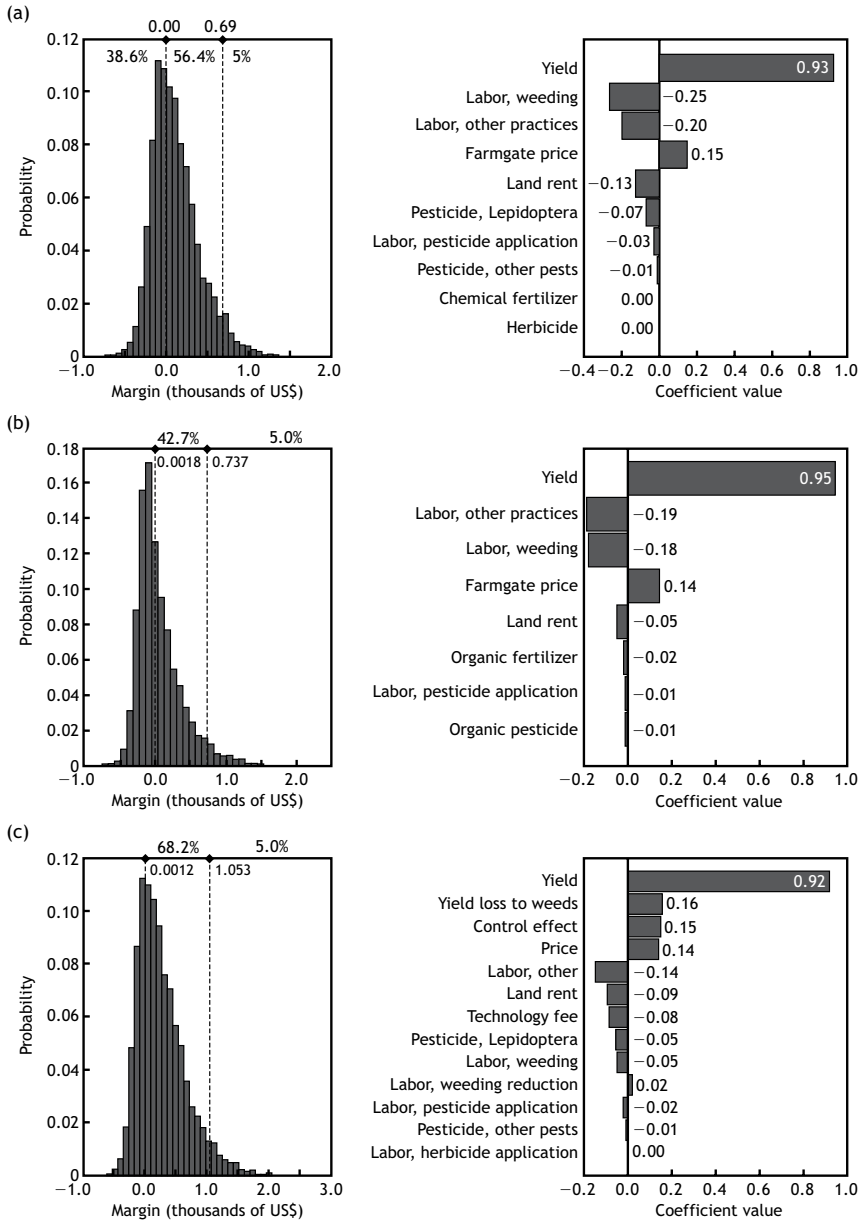 (a)
0.00 0.69
0.12
38.6% 56.4% 5%
0.10
0.08
0.06
0.04
0.02
0
−1.0 0.0 1.0 2.0
Probability
Margin (thousands of US$)
Yield 0.93
Labor, weeding −0.25
Labor, other practices −0.20
Farmgate price 0.15
Land rent −0.13
Pesticide, Lepidoptera −0.07
Labor, pesticide application −0.03
Pesticide, other pests −0.01
Chemical fertilizer 0.00
Herbicide 0.00
−0.4 −0.2 0.0 0.2 0.4 0.6 0.8 1.0
Coefficient value
(b)
42.7% 5.0%
0.18
0.0018 0.737
0.16
0.14
0.12
0.10
0.08
0.06
0.04
0.02
0
−1.0 0.0 1.0 2.0
Probability
Margin (thousands of US$)
Yield 0.95
Labor, other practices −0.19
Labor, weeding −0.18
Farmgate price 0.14
Land rent −0.05
Organic fertilizer −0.02
Labor, pesticide application −0.01
Organic pesticide −0.01
−0.2 0.0 0.2 0.4 0.6 0.8 1.0
Coefficient value
(c)
68.2% 5.0%
0.12
0.0012 1.053
0.10
0.08
0.06
0.04
0.02
0
−1.0 0.0 1.0 2.0 3.0
Probability
Margin (thousands of US$)
Yield 0.92
Yield loss to weeds 0.16
Control effect 0.15
Price 0.14
Labor, other −0.14
Land rent −0.09
Technology fee −0.08
Pesticide, Lepidoptera −0.05
Labor, weeding −0.05
Labor, weeding reduction 0.02
Labor, pesticide application −0.02
Pesticide, other pests −0.01
Labor, herbicide application 0.00
−0.2 0.0 0.2 0.4 0.6 0.8 1.0
Coefficient value